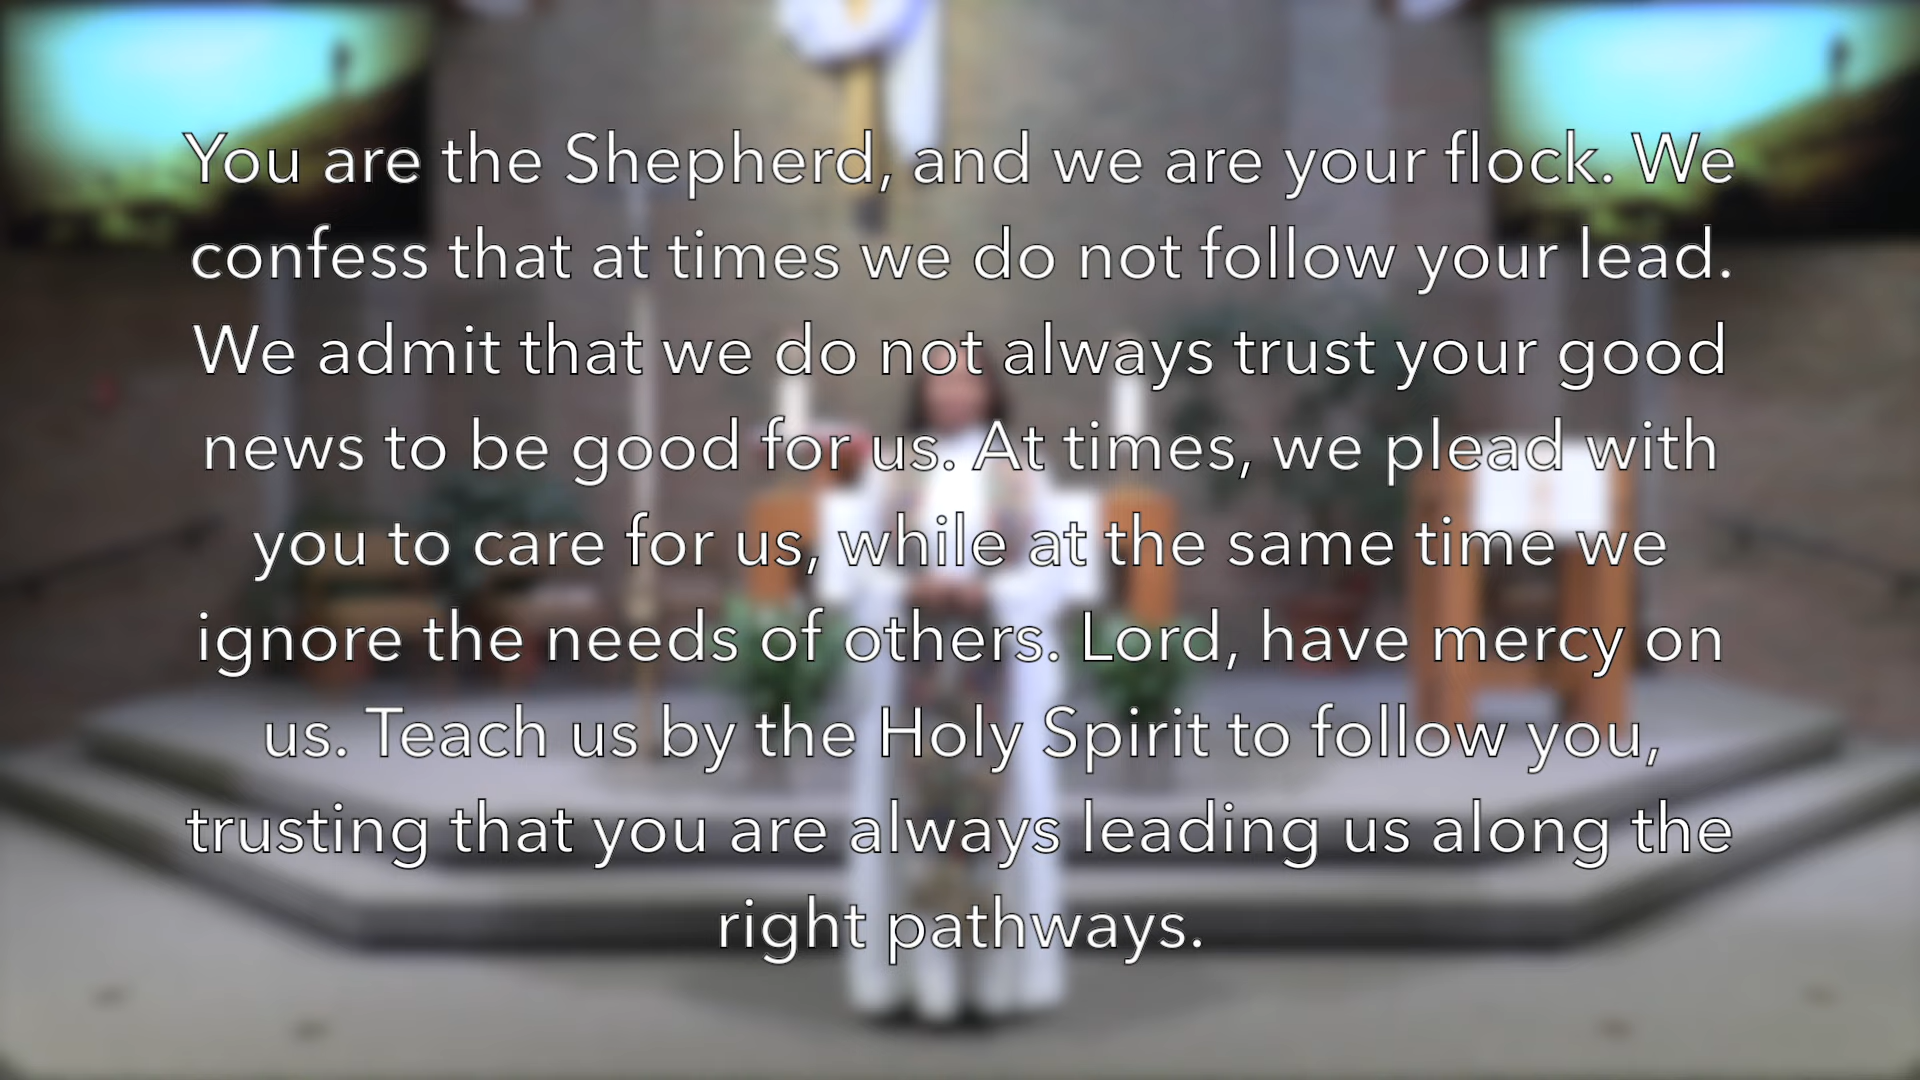 You are the Shepherd, and we are your flock. We
confess that at times we do not follow your lead.
We admit that we do not always trust your good
news to be good for us. At times, we plead with
you to care for us, while at the same time we
ignore the needs of others. Lord, have mercy on
us. Teach us by the Holy Spirit to follow you,
trusting that you are always leading us along the
right pathways.